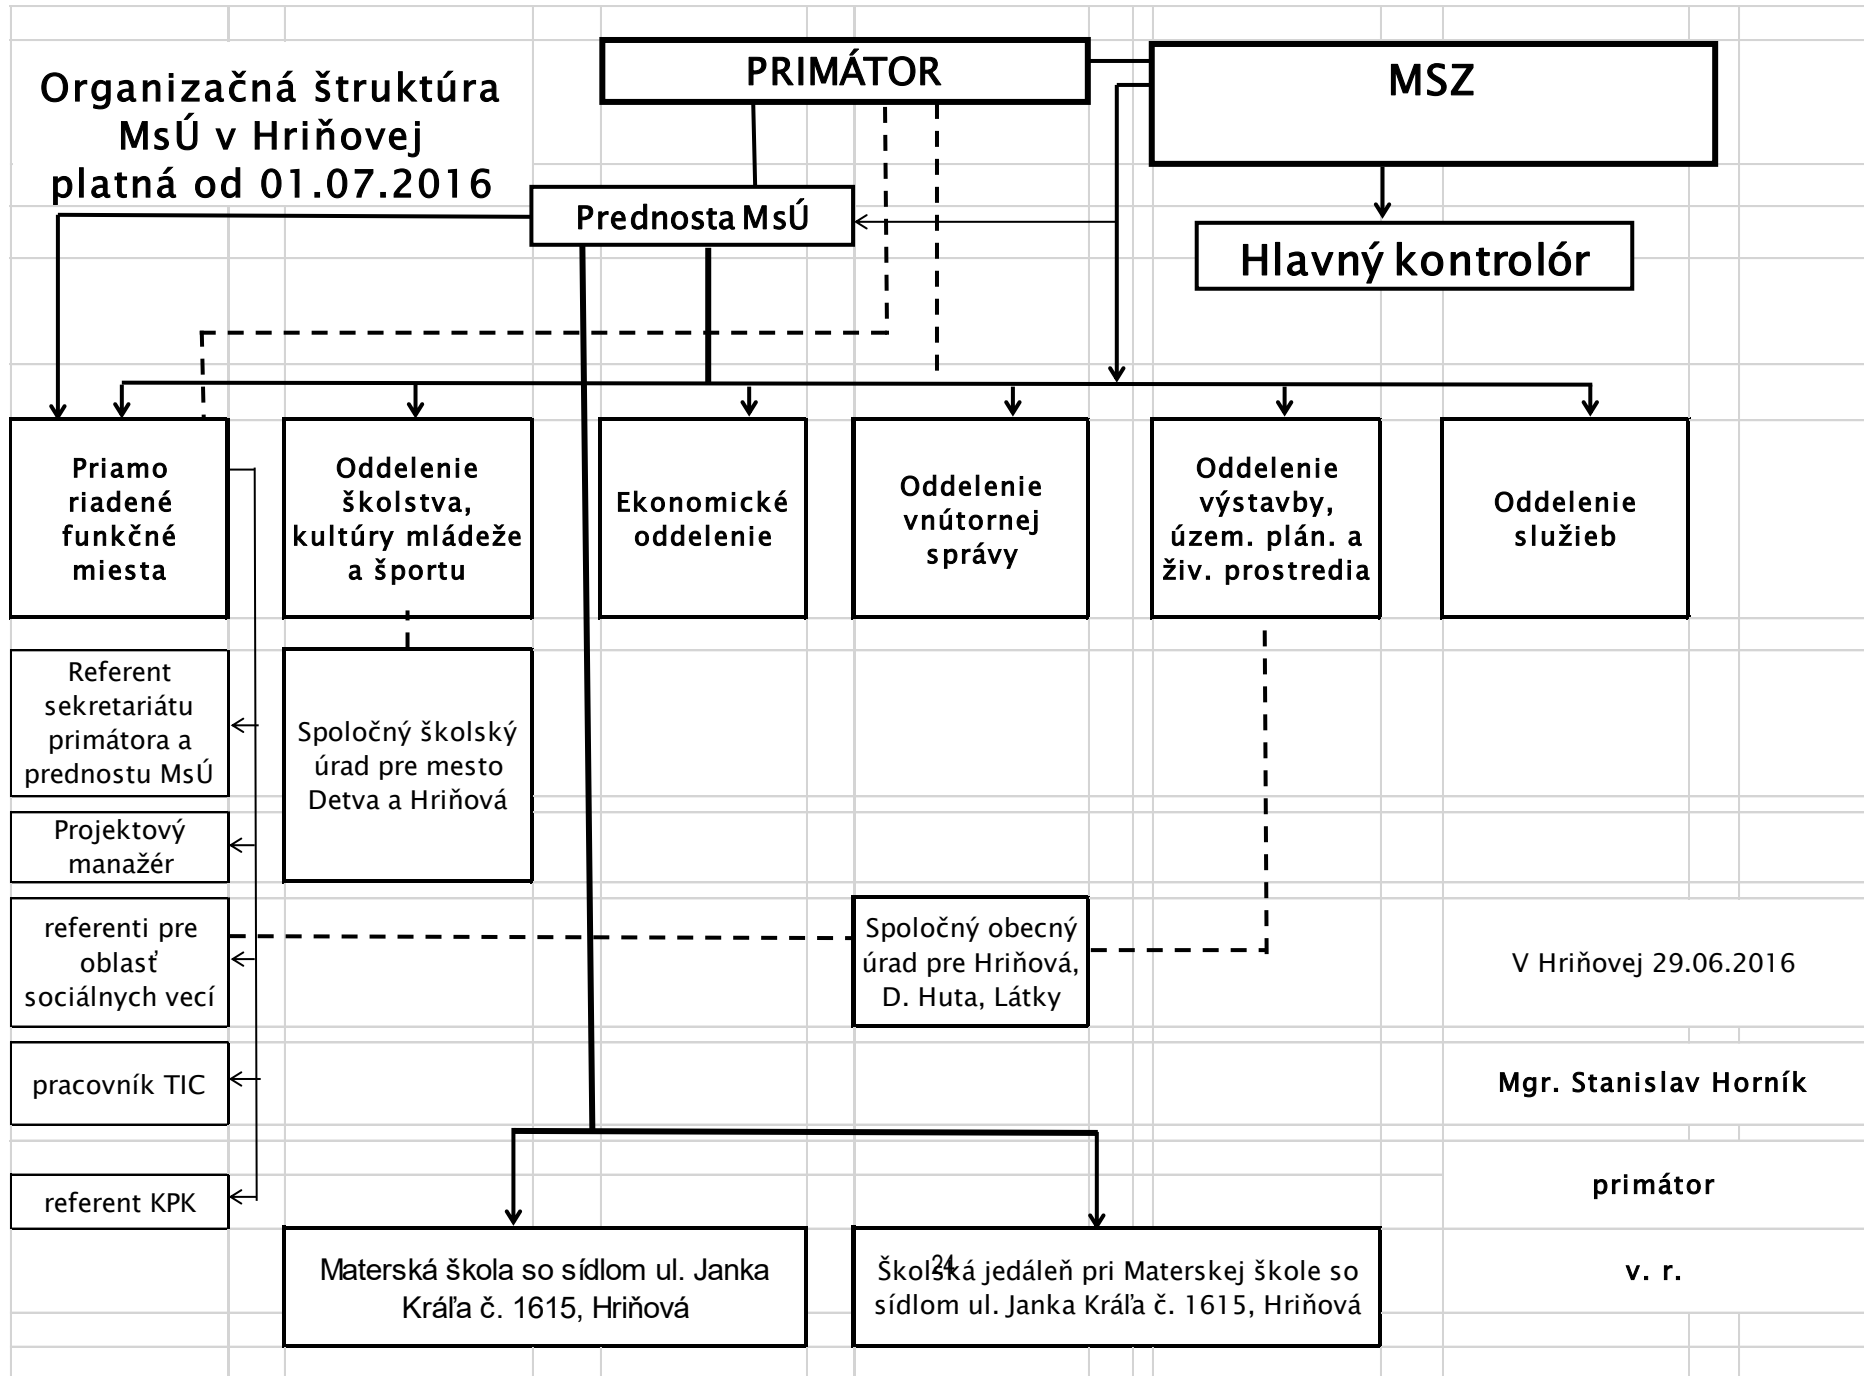 Organizačná štruktúra
MsÚ v Hriňovej
platná od 01.07.2016
PRIMÁTOR
MSZ
Prednosta MsÚ
Hlavný kontrolór
Priamo
riadené
funkčné
miesta
Oddelenie
školstva,
kultúry mládeže
a športu
Ekonomické
oddelenie
Oddelenie
vnútornej
správy
Oddelenie
výstavby,
územ. plán. a
živ. prostredia
Oddelenie
služieb
Referent
sekretariátu
primátora a
prednostu MsÚ
Spoločný školský
úrad pre mesto
Detva a Hriňová
Projektový
manažér
referenti pre
oblasť
sociálnych vecí
Spoločný obecný
úrad pre Hriňová,
D. Huta, Látky
V Hriňovej 29.06.2016
pracovník TIC
Mgr. Stanislav Horník
referent KPK
primátor
Materská škola so sídlom ul. Janka
Kráľa č. 1615, Hriňová
Školská jedáleň pri Materskej škole so
sídlom ul. Janka Kráľa č. 1615, Hriňová
24
v. r.